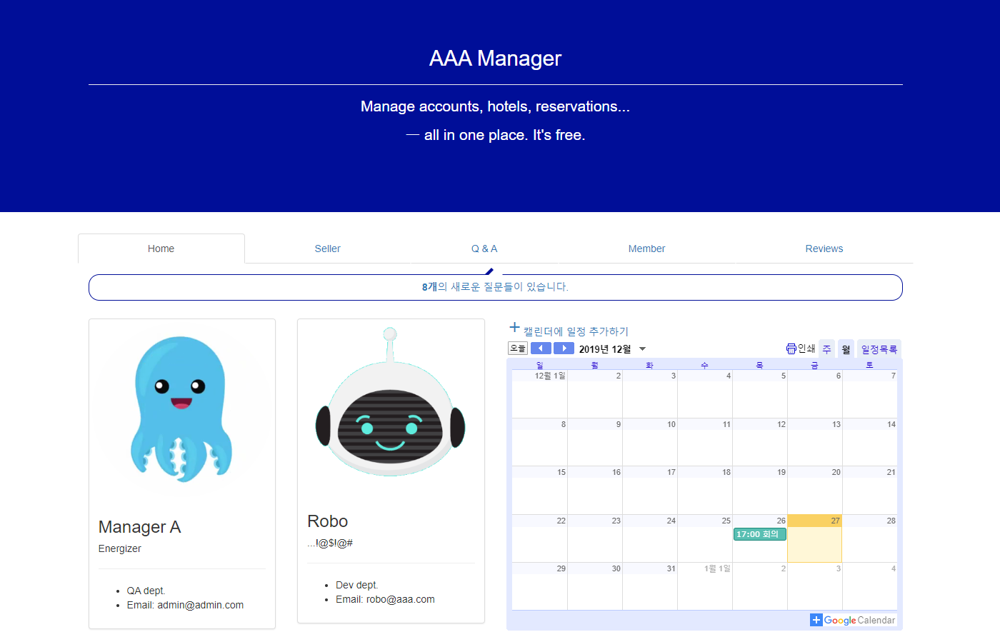 AAA Manager
Manage accounts, hotels, reservations...
— all in one place. It's free.
Home Seller Q & A Member Reviews
8개의 새로운 질문들이 있습니다.
Manager A
Energizer
QA dept.
Email: admin@admin.com
Robo
...!@$!@#
Dev dept.
Email: robo@aaa.com
+ 캘린더에 일정 추가하기
오늘 2019년 12월 인쇄 주 월 일정목록
일 월 화 수 목 금 토
12월 1일 2 3 4 5 6 7
8 9 10 11 12 13 14
15 16 17 18 19 20 21
22 23 24 25 26 27 28
17:00 회의
29 30 31 1월 1일 2 3 4
Google Calendar